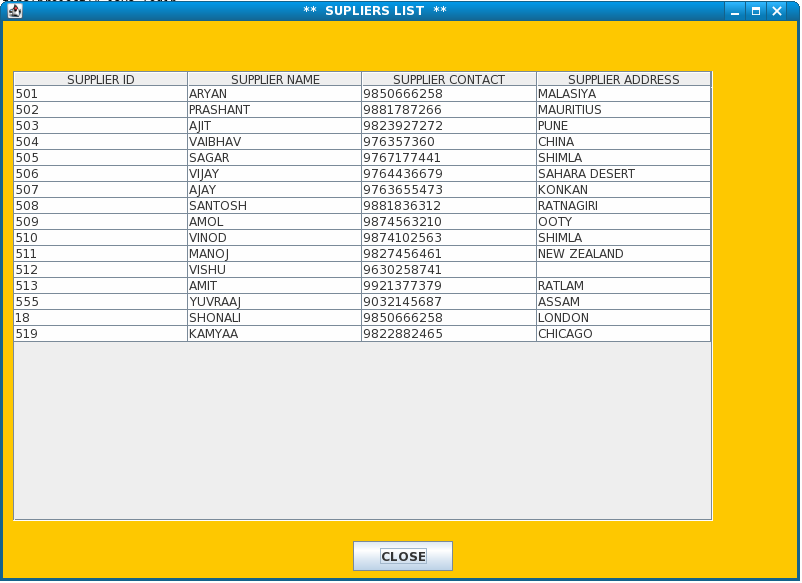 ** SUPLIERS LIST **
SUPPLIER ID SUPPLIER NAME SUPPLIER CONTACT SUPPLIER ADDRESS
501 ARYAN 9850666258 MALASIYA
502 PRASHANT 9881787266 MAURITIUS
503 AJIT 9823927272 PUNE
504 VAIBHAV 976357360 CHINA
505 SAGAR 9767177441 SHIMLA
506 VIJAY 9764436679 SAHARA DESERT
507 AJAY 9763655473 KONKAN
508 SANTOSH 9881836312 RATNAGIRI
509 AMOL 9874563210 OOTY
510 VINOD 9874102563 SHIMLA
511 MANOJ 9827456461 NEW ZEALAND
512 VISHU 9630258741
513 AMIT 9921377379 RATLAM
555 YUVRAAJ 9032145687 ASSAM
18 SHONALI 9850666258 LONDON
519 KAMYAA 9822882465 CHICAGO
CLOSE